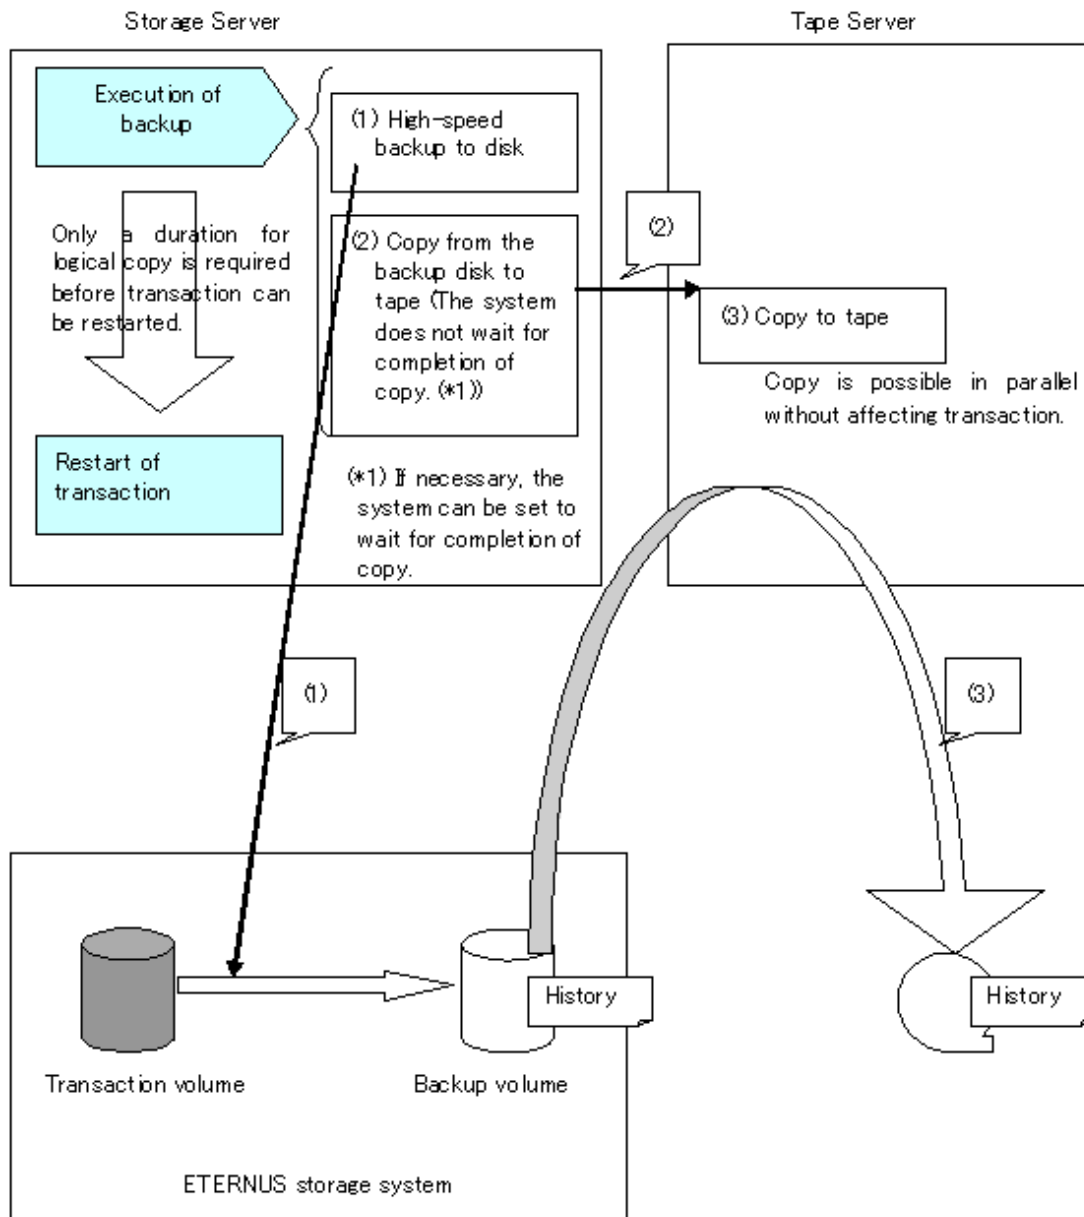 Storage Server
Tape Server
Execution of
backup
(1) High-speed
backup to disk
Only a duration for
logical copy is required
before transaction can
be restarted.
(2) Copy from the
backup disk to
tape (The system
does not wait for
completion of
copy. (*1))
(2)
(3) Copy to tape
Copy is possible in parallel
without affecting transaction.
Restart of
transaction
(*1) If necessary, the
system can be set to
wait for completion of
copy.
(1)
(3)
History
History
Transaction volume
Backup volume
ETERNUS storage system